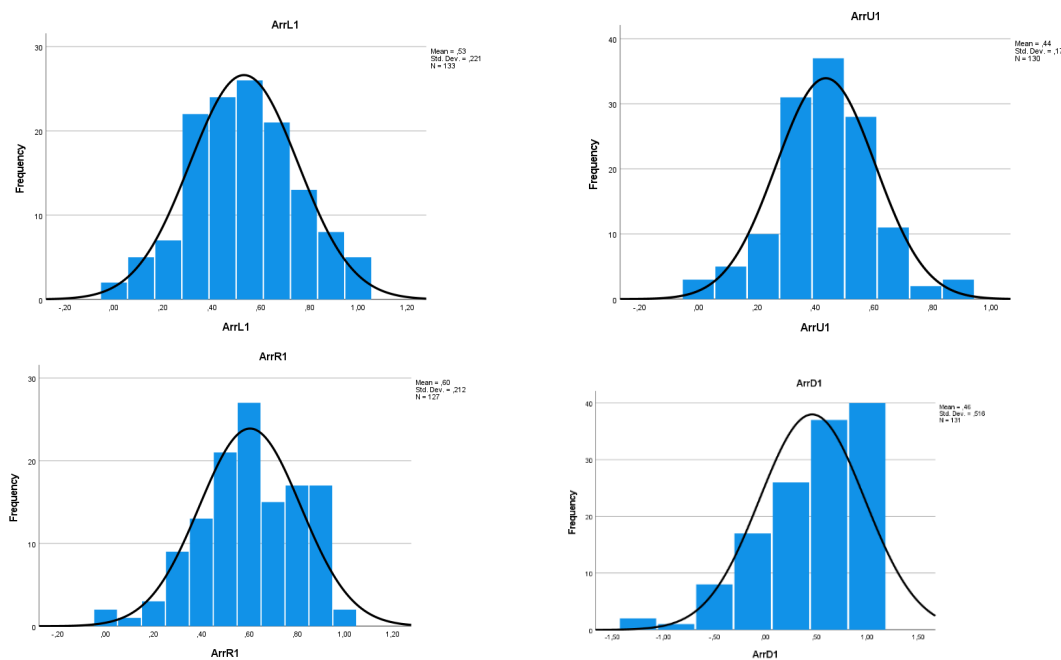 ArrL1
Mean = ,53
Std. Dev. = ,221
N = 133
30
20
10
0
Frequency
-,20 ,00 ,20 ,40 ,60 ,80 1,00 1,20
ArrL1
ArrU1
Mean = ,44
Std. Dev. = ,17
N = 130
40
30
20
10
0
Frequency
-,20 ,00 ,20 ,40 ,60 ,80 1,00
ArrU1
ArrR1
Mean = ,60
Std. Dev. = ,212
N = 127
30
20
10
0
Frequency
-,20 ,00 ,20 ,40 ,60 ,80 1,00 1,20
ArrR1
ArrD1
Mean = ,46
Std. Dev. = ,516
N = 131
40
30
20
10
0
Frequency
-1,50 -1,00 -,50 ,00 ,50 1,00 1,50
ArrD1